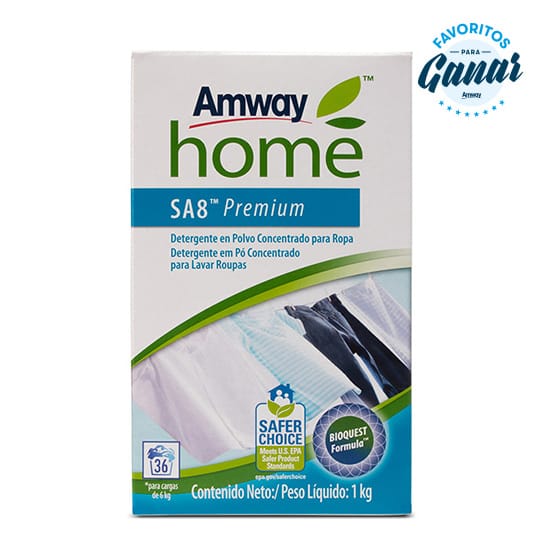 FAVORITOS
PARA
Ganar
Amway
Amway
home™
SA8™ Premium
Detergente en Polvo Concentrado para Ropa
Detergente em Pó Concentrado
para Lavar Roupas
SAFER
CHOICE
Meets U.S. EPA
Safer Product
Standards
epa.gov/saferchoice
BIOQUEST
Formula™
36
*para cargas
de 6 kg
Contenido Neto:/ Peso Líquido: 1 kg